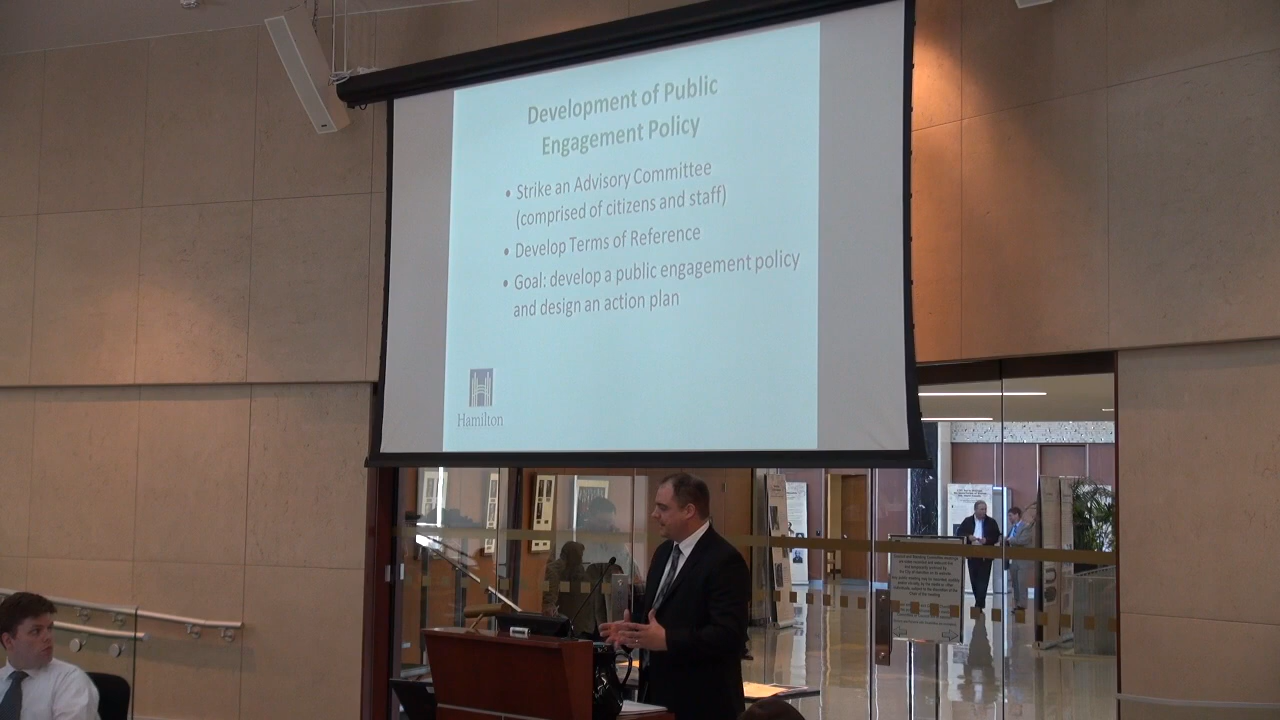 Development of Public
Engagement Policy
• Strike an Advisory Committee
(comprised of citizens and staff)
• Develop Terms of Reference
• Goal: develop a public engagement policy
and design an action plan
Hamilton